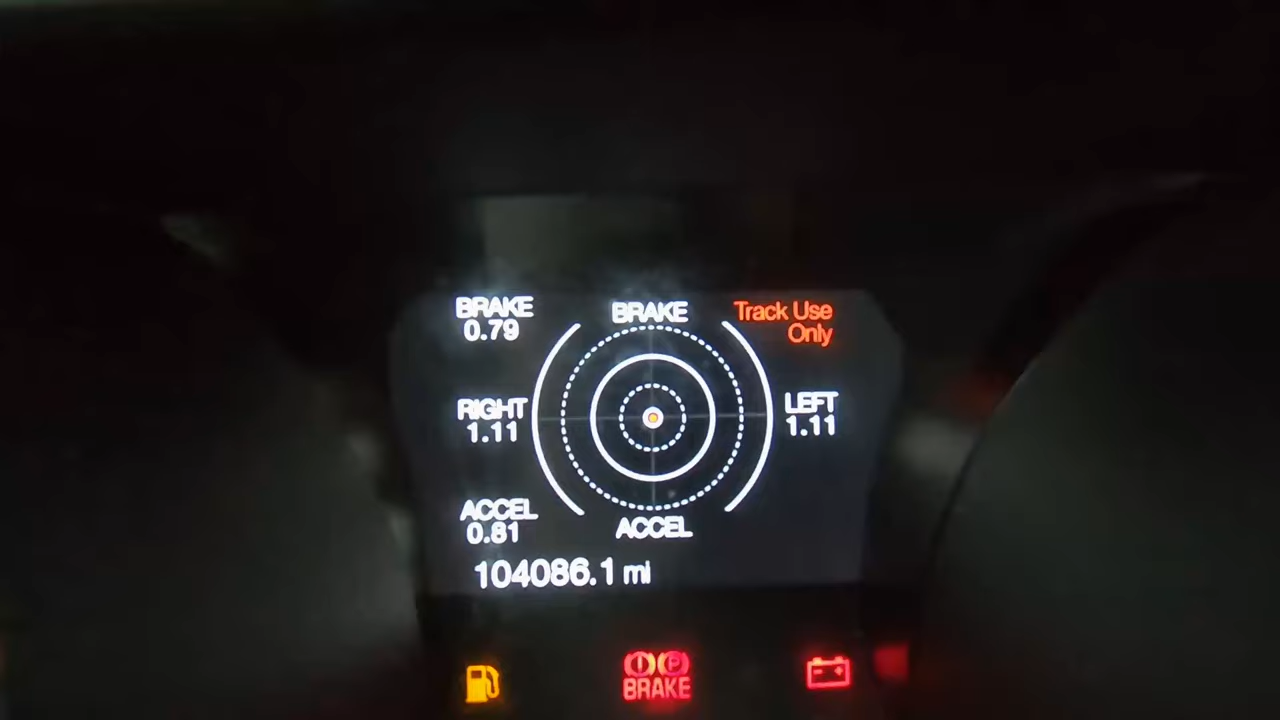 BRAKE
0.79
BRAKE
Track Use
Only
RIGHT
1.11
LEFT
1.11
ACCEL
0.81
ACCEL
104086.1 mi
P
BRAKE